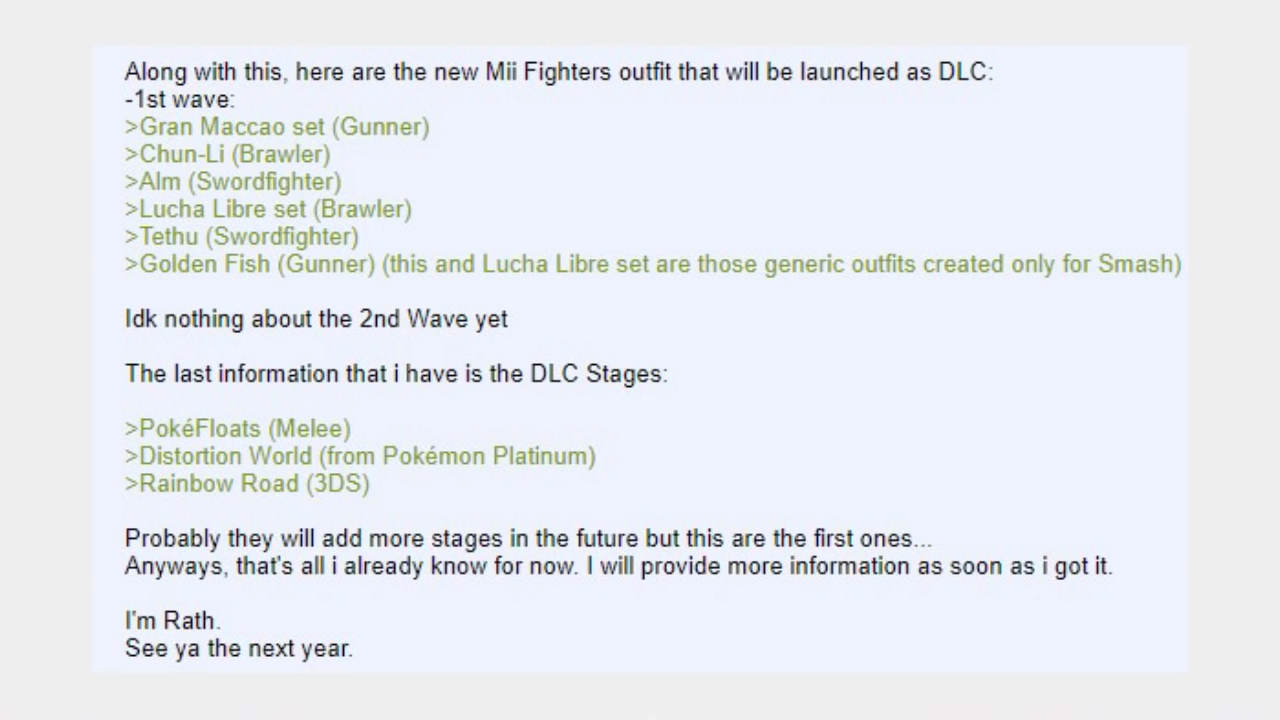 Along with this, here are the new Mii Fighters outfit that will be launched as DLC:
-1st wave:
>Gran Maccao set (Gunner)
>Chun-Li (Brawler)
>Alm (Swordfighter)
>Lucha Libre set (Brawler)
>Tethu (Swordfighter)
>Golden Fish (Gunner) (this and Lucha Libre set are those generic outfits created only for Smash)
Idk nothing about the 2nd Wave yet
The last information that i have is the DLC Stages:
>PokéFloats (Melee)
>Distortion World (from Pokémon Platinum)
>Rainbow Road (3DS)
Probably they will add more stages in the future but this are the first ones...
Anyways, that's all i already know for now. I will provide more information as soon as i got it.
I'm Rath.
See ya the next year.